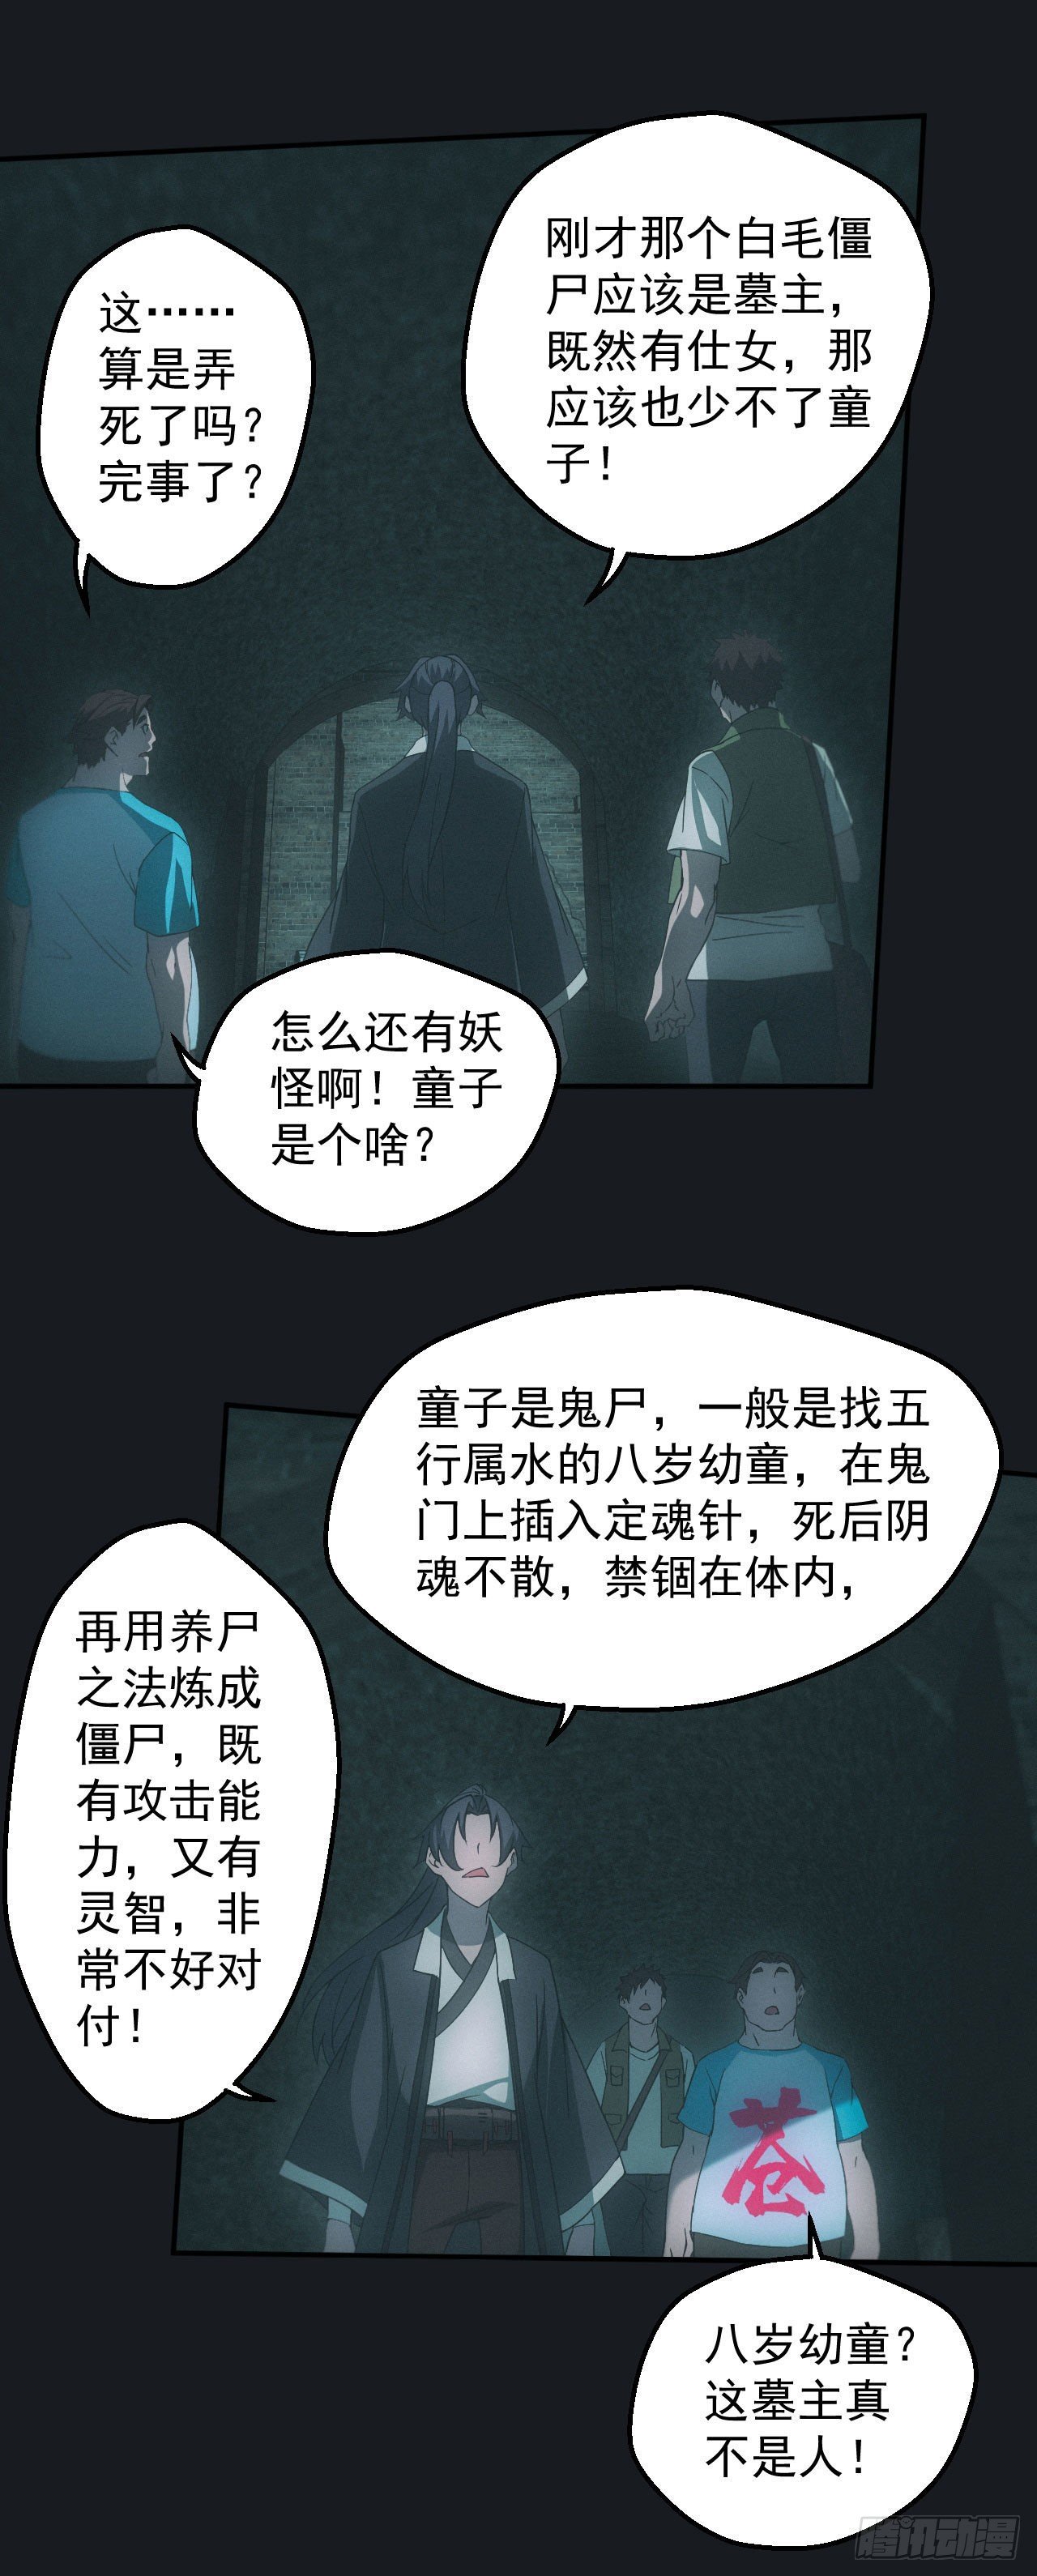 这……
算是弄
死了吗？
完事了？
刚才那个白毛僵
尸应该是墓主，
既然有仕女，那
应该也少不了童
子！
怎么还有妖
怪啊！童子
是个啥？
童子是鬼尸，一般是找五
行属水的八岁幼童，在鬼
门上插入定魂针，死后阴
魂不散，禁锢在体内，
再用养尸
之法炼成
僵尸，既
有攻击能
力，又有
灵智，非
常不好对
付！
苍
八岁幼童？
这墓主真
不是人！
腾讯动漫